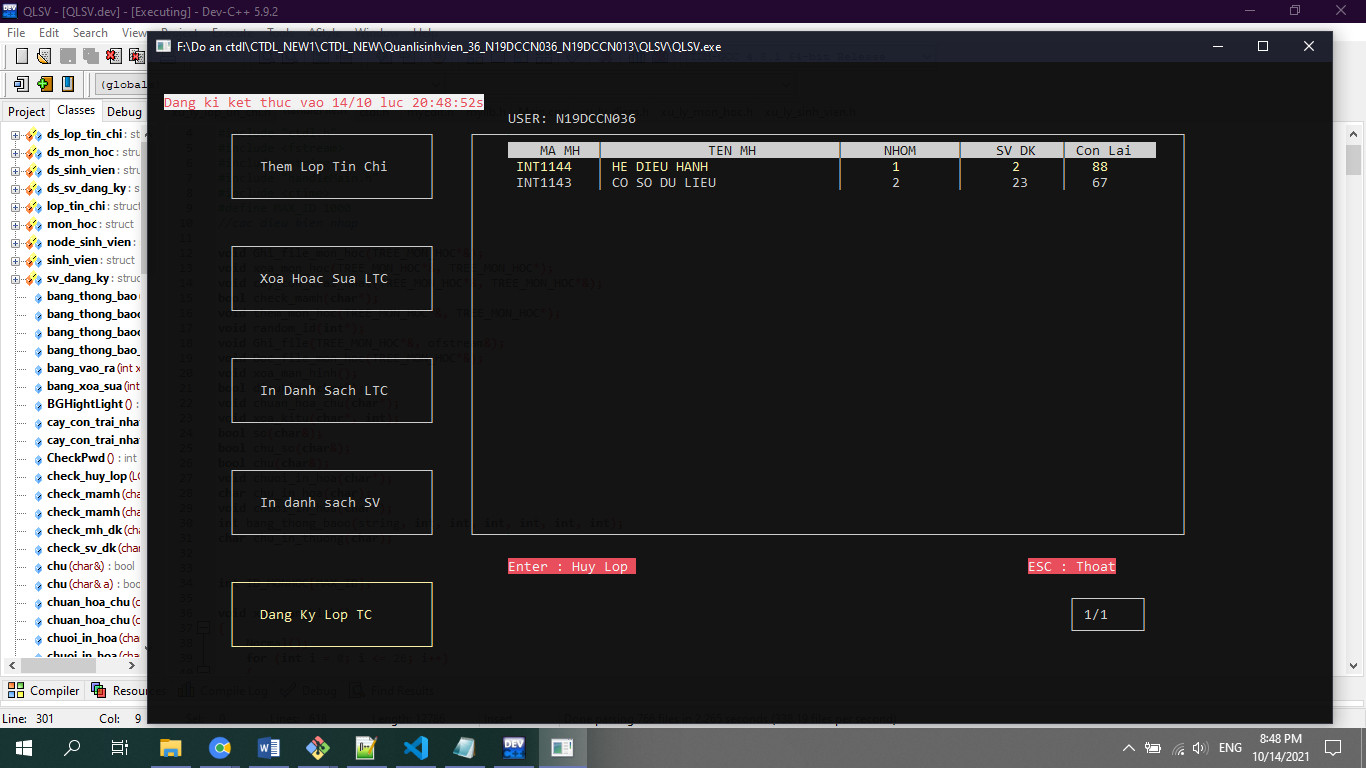 QLSV - [QLSV.dev] - [Executing] - Dev-C++ 5.9.2
File Edit Search View
(global
Project Classes Debug
ds_lop_tin_chi : st
ds_mon_hoc : stru
ds_sinh_vien : stru
ds_sv_dang_ky : s
lop_tin_chi : struct
mon_hoc : struct
node_sinh_vien :
sinh_vien : struct
sv_dang_ky : struc
bang_thong_bao (
bang_thong_baoc
bang_thong_baoc
bang_thong_bao_
bang_vao_ra (int x
bang_xoa_sua (int
BGHightLight () :
cay_con_trai_nha
cay_con_trai_nha
CheckPwd () : int
check_huy_lop (L(
check_mamh (cha
check_mamh (cha
check_mh_dk (cha
check_sv_dk (char
chu (char&) : bool
chu (char& a) : boc
chuan_hoa_chu (c
chuan_hoa_chu (c
chuoi_in_hoa (cha
chuoi_in_hoa (cha
Compiler Resou
Line: 301 Col: 9
F:\Do an ctdl\CTDL_NEW1\CTDL_NEW\Quanlisinhvien_36_N19DCCN036_N19DCCN013\QLSV\QLSV.exe
Dang ki ket thuc vao 14/10 luc 20:48:52s
USER: N19DCCN036
Them Lop Tin Chi
Xoa Hoac Sua LTC
In Danh Sach LTC
In danh sach SV
Dang Ky Lop TC
MA MH TEN MH NHOM SV DK Con Lai
INT1144 HE DIEU HANH 1 2 88
INT1143 CO SO DU LIEU 2 23 67
Enter : Huy Lop
ESC : Thoat
1/1
DEV
ENG
8:48 PM
10/14/2021